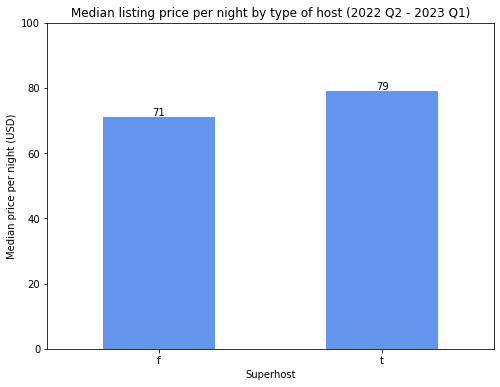 Median listing price per night by type of host (2022 Q2 - 2023 Q1)
Median price per night (USD)
100
80
60
40
20
0
71
79
f
t
Superhost